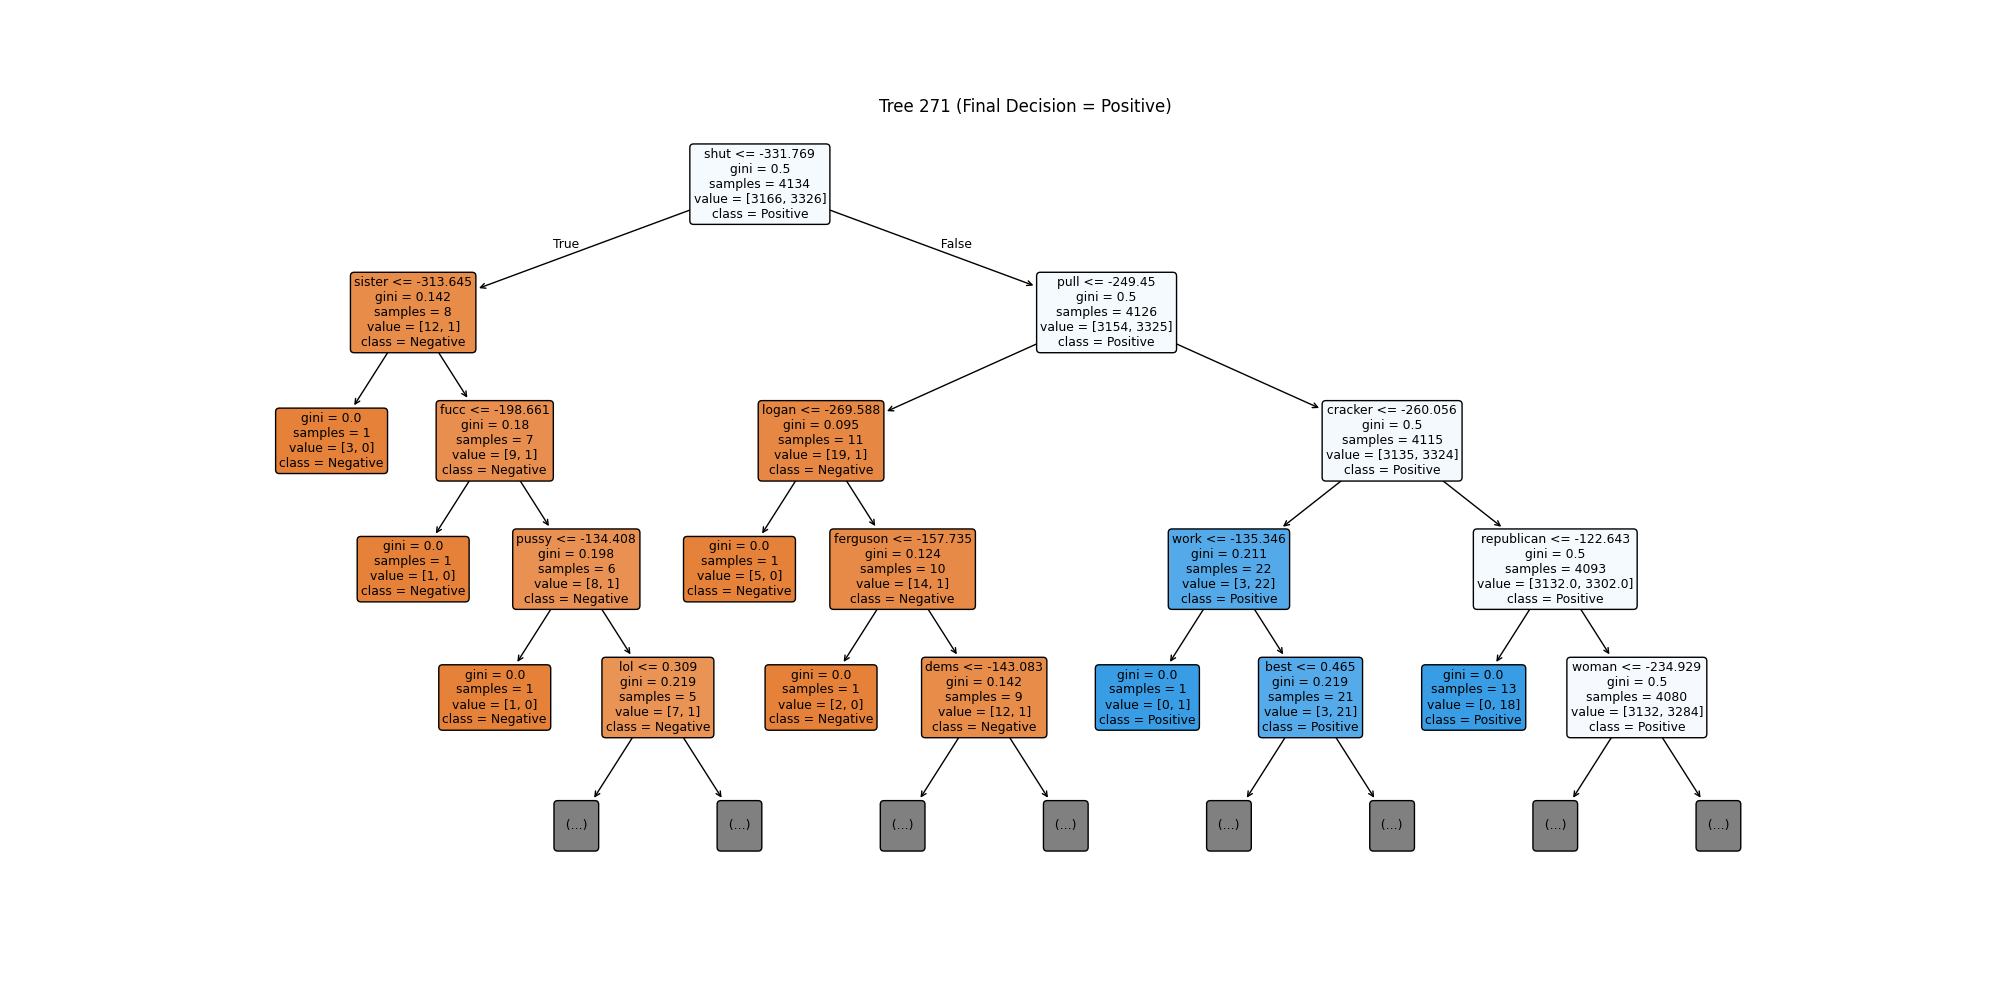 Tree 271 (Final Decision = Positive)
shut <= -331.769
gini = 0.5
samples = 4134
value = [3166, 3326]
class = Positive
True
False
sister <= -313.645
gini = 0.142
samples = 8
value = [12, 1]
class = Negative
pull <= -249.45
gini = 0.5
samples = 4126
value = [3154, 3325]
class = Positive
gini = 0.0
samples = 1
value = [3, 0]
class = Negative
fucc <= -198.661
gini = 0.18
samples = 7
value = [9, 1]
class = Negative
logan <= -269.588
gini = 0.095
samples = 11
value = [19, 1]
class = Negative
cracker <= -260.056
gini = 0.5
samples = 4115
value = [3135, 3324]
class = Positive
gini = 0.0
samples = 1
value = [1, 0]
class = Negative
pussy <= -134.408
gini = 0.198
samples = 6
value = [8, 1]
class = Negative
gini = 0.0
samples = 1
value = [5, 0]
class = Negative
ferguson <= -157.735
gini = 0.124
samples = 10
value = [14, 1]
class = Negative
work <= -135.346
gini = 0.211
samples = 22
value = [3, 22]
class = Positive
republican <= -122.643
gini = 0.5
samples = 4093
value = [3132.0, 3302.0]
class = Positive
gini = 0.0
samples = 1
value = [1, 0]
class = Negative
lol <= 0.309
gini = 0.219
samples = 5
value = [7, 1]
class = Negative
gini = 0.0
samples = 1
value = [2, 0]
class = Negative
dems <= -143.083
gini = 0.142
samples = 9
value = [12, 1]
class = Negative
gini = 0.0
samples = 1
value = [0, 1]
class = Positive
best <= 0.465
gini = 0.219
samples = 21
value = [3, 21]
class = Positive
gini = 0.0
samples = 13
value = [0, 18]
class = Positive
woman <= -234.929
gini = 0.5
samples = 4080
value = [3132, 3284]
class = Positive
(...)
(...)
(...)
(...)
(...)
(...)
(...)
(...)